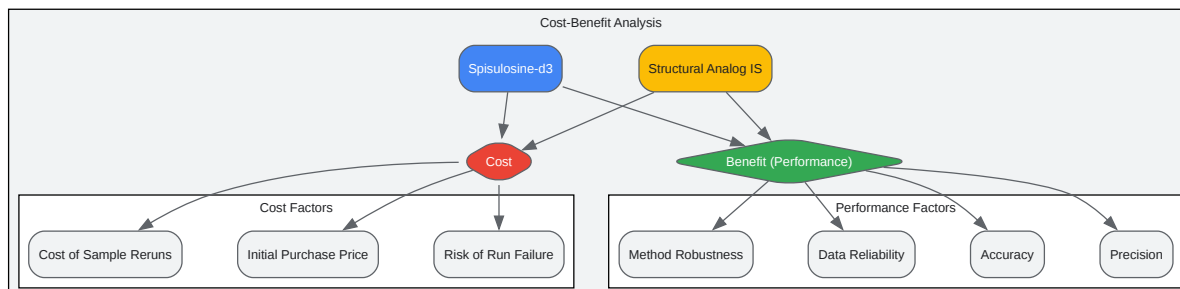 Cost-Benefit Analysis
Spisulosine-d3
Structural Analog IS
Cost
Benefit (Performance)
Cost Factors
Performance Factors
Cost of Sample Reruns
Initial Purchase Price
Risk of Run Failure
Method Robustness
Data Reliability
Accuracy
Precision